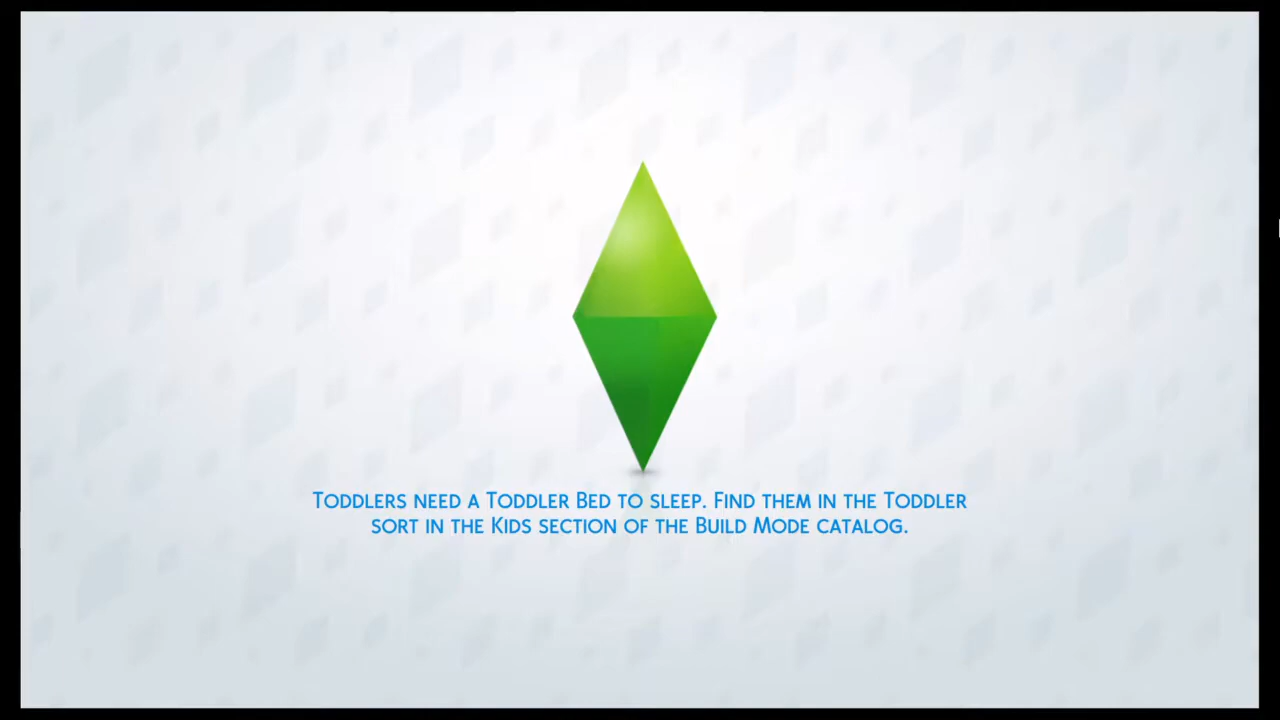 Toddlers need a Toddler Bed to sleep. Find them in the Toddler
sort in the Kids section of the Build Mode catalog.